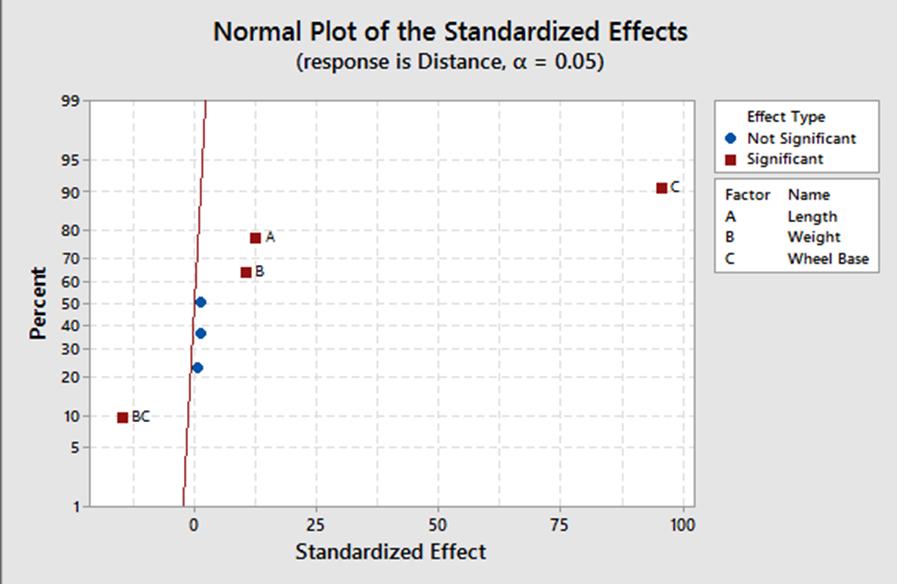 Normal Plot of the Standardized Effects
(response is Distance, α = 0.05)
99
95
90
80
70
60
50
40
30
20
10
5
1
Percent
C
A
B
BC
0 25 50 75 100
Standardized Effect
Effect Type
Not Significant
Significant
Factor Name
A Length
B Weight
C Wheel Base